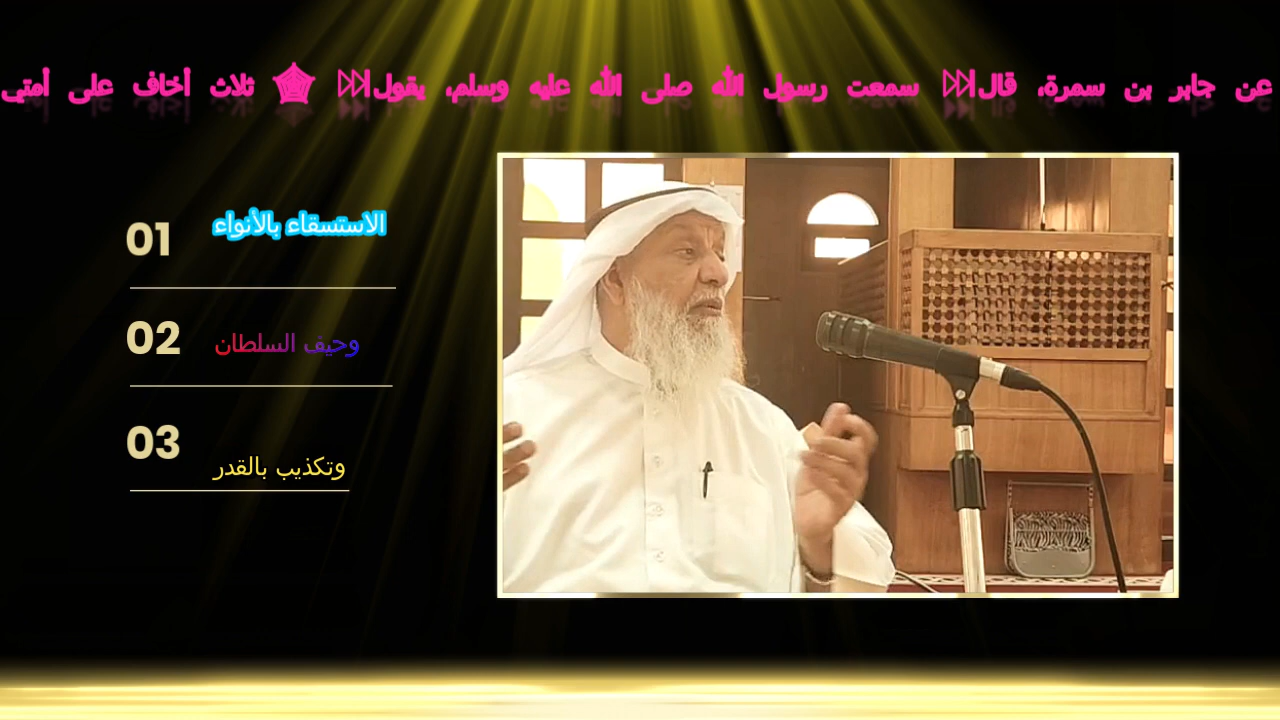 عن جابر بن سمرة، قال سمعت رسول الله صلى الله عليه وسلم، يقول ثلاث أخاف على أمتي
01 الاستسقاء بالأنواء
02 وحيف السلطان
03 وتكذيب بالقدر